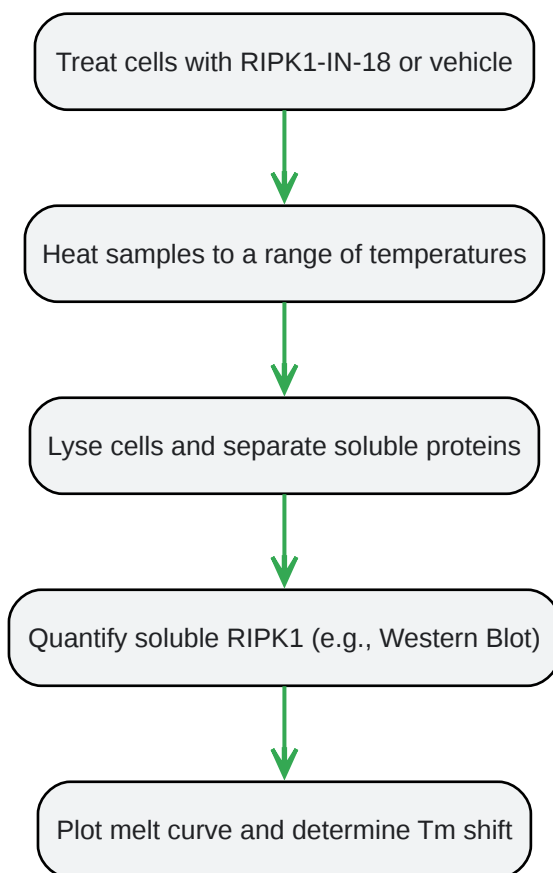 Treat cells with RIPK1-IN-18 or vehicle
Heat samples to a range of temperatures
Lyse cells and separate soluble proteins
Quantify soluble RIPK1 (e.g., Western Blot)
Plot melt curve and determine Tm shift